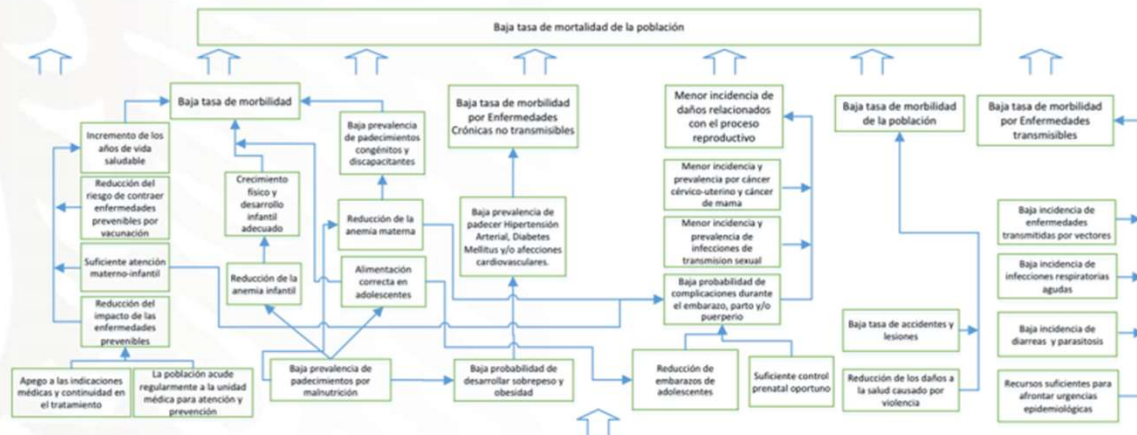 Baja tasa de mortalidad de la población
Baja tasa de morbilidad
Incremento de los
años de vida
saludable
Reducción del
riesgo de contraer
enfermedades
prevenibles por
vacunación
Suficiente atención
materno-infantil
Reducción del
impacto de las
enfermedades
prevenibles
Apego a las indicaciones
médicas y continuidad en
el tratamiento
La población acude
regularmente a la unidad
médica para atención y
prevención
Crecimiento
físico y
desarrollo
infantil
adecuado
Reducción de la
anemia infantil
Baja prevalencia
de padecimientos
congénitos y
discapacitantes
Reducción de la
anemia materna
Alimentación
correcta en
adolescentes
Baja prevalencia de
padecimientos por
malnutrición
Baja tasa de morbilidad
por Enfermedades
Crónicas no transmisibles
Baja prevalencia de
padecer Hipertensión
Arterial, Diabetes
Mellitus y/o afecciones
cardiovasculares.
Baja probabilidad de
desarrollar sobrepeso y
obesidad
Menor incidencia de
daños relacionados
con el proceso
reproductivo
Menor incidencia y
prevalencia por cáncer
cérvico-uterino y cáncer
de mama
Menor incidencia y
prevalencia de
infecciones de
transmision sexual
Baja probabilidad de
complicaciones durante
el embarazo, parto y/o
puerperio
Reducción de
embarazos de
adolescentes
Suficiente control
prenatal oportuno
Baja tasa de morbilidad
de la población
Baja tasa de accidentes y
lesiones
Reducción de los daños
a la salud causado por
violencia
Baja tasa de morbilidad
por Enfermedades
transmisibles
Baja incidencia de
enfermedades
transmitidas por vectores
Baja incidencia de
infecciones respiratorias
agudas
Baja incidencia de
diarreas y parasitosis
Recursos suficientes para
afrontar urgencias
epidemiológicas